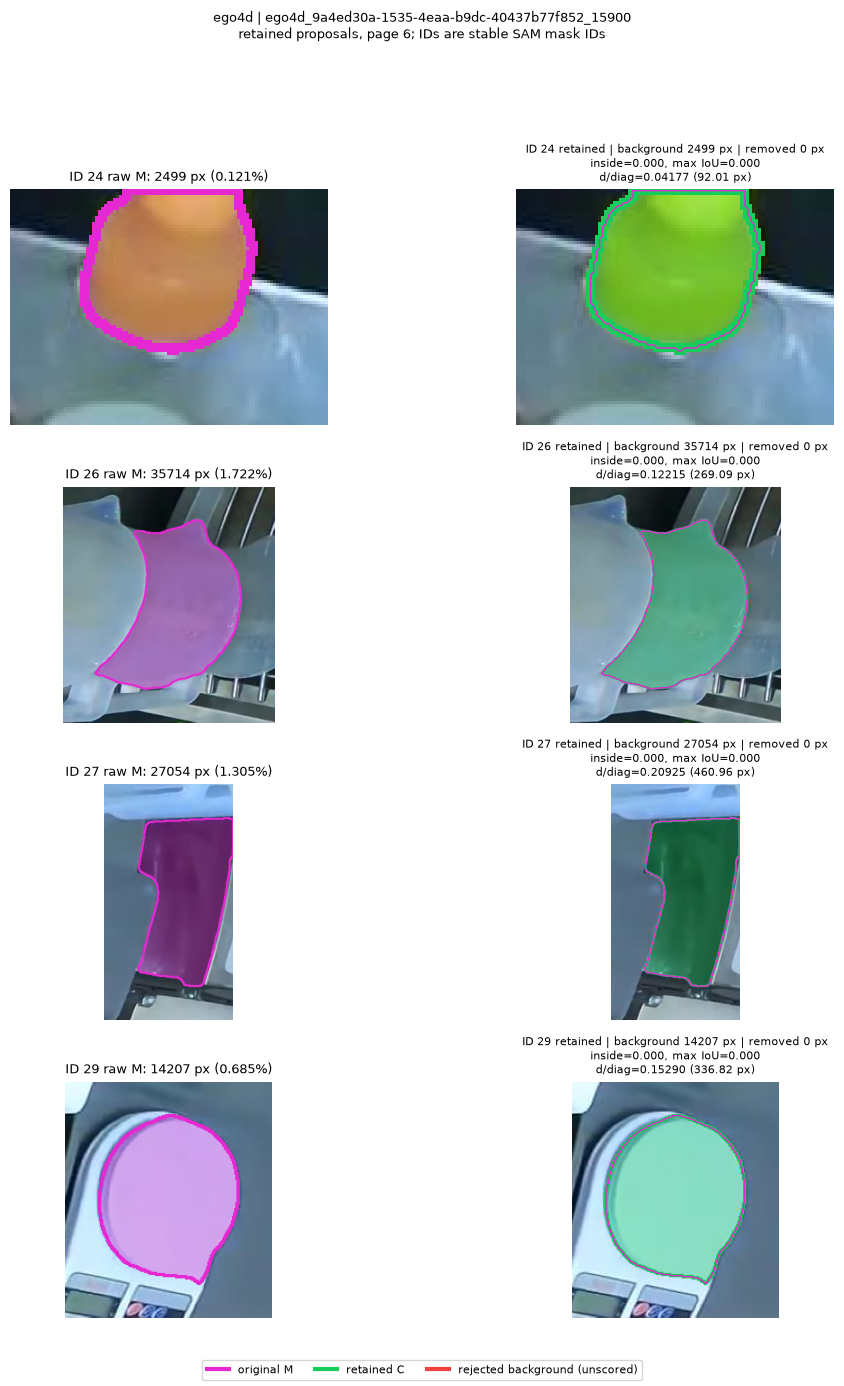 ego4d | ego4d_9a4ed30a-1535-4eaa-b9dc-40437b77f852_15900
retained proposals, page 6; IDs are stable SAM mask IDs
ID 24 raw M: 2499 px (0.121%)
ID 24 retained | background 2499 px | removed 0 px
inside=0.000, max IoU=0.000
d/diag=0.04177 (92.01 px)
ID 26 raw M: 35714 px (1.722%)
ID 26 retained | background 35714 px | removed 0 px
inside=0.000, max IoU=0.000
d/diag=0.12215 (269.09 px)
ID 27 raw M: 27054 px (1.305%)
ID 27 retained | background 27054 px | removed 0 px
inside=0.000, max IoU=0.000
d/diag=0.20925 (460.96 px)
ID 29 raw M: 14207 px (0.685%)
ID 29 retained | background 14207 px | removed 0 px
inside=0.000, max IoU=0.000
d/diag=0.15290 (336.82 px)
original M
retained C
rejected background (unscored)